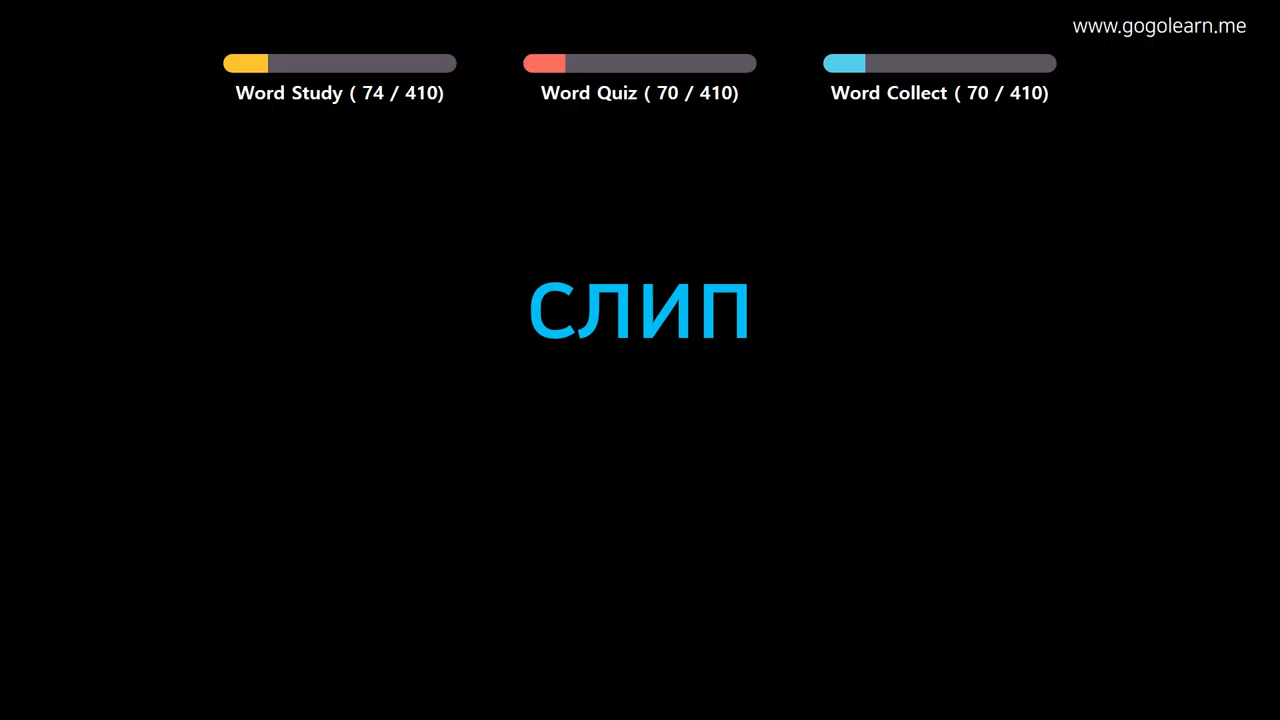 www.gogolearn.me
Word Study ( 74 / 410)
Word Quiz ( 70 / 410)
Word Collect ( 70 / 410)
слип